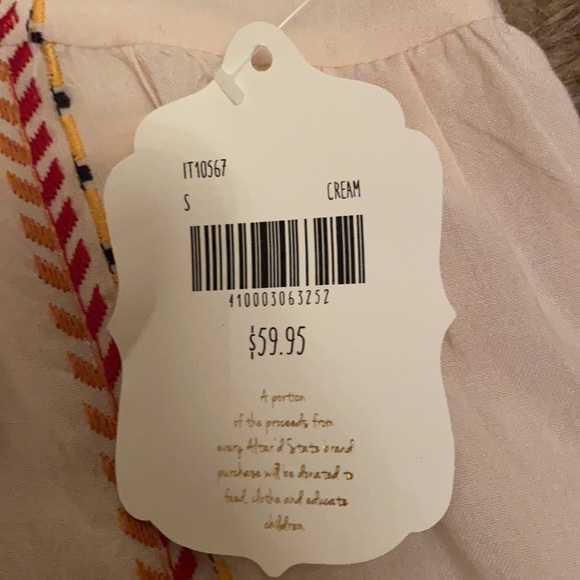 IT10567
S CREAM
410003063252
$59.95
A portion
of the proceeds from
every Altar'd State brand
purchase will be donated to
feed, clothe and educate
children.